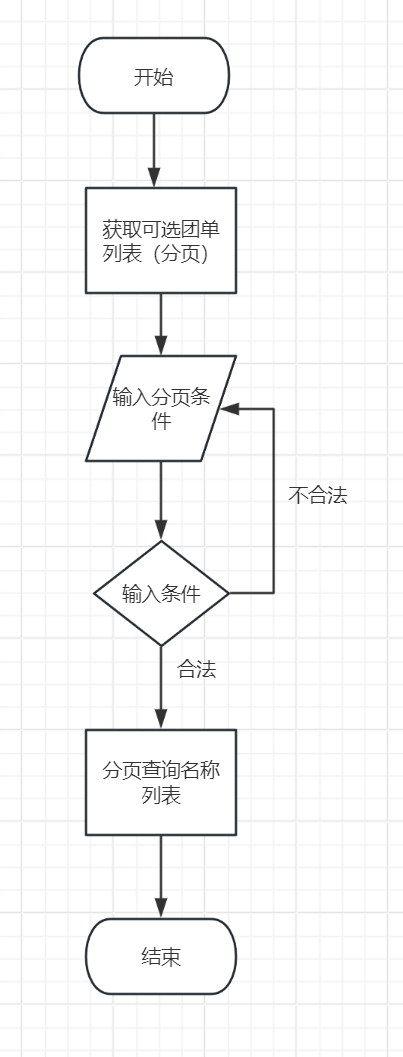 开始
获取可选团单
列表（分页）
输入分页条
件
不合法
输入条件
合法
分页查询名称
列表
结束